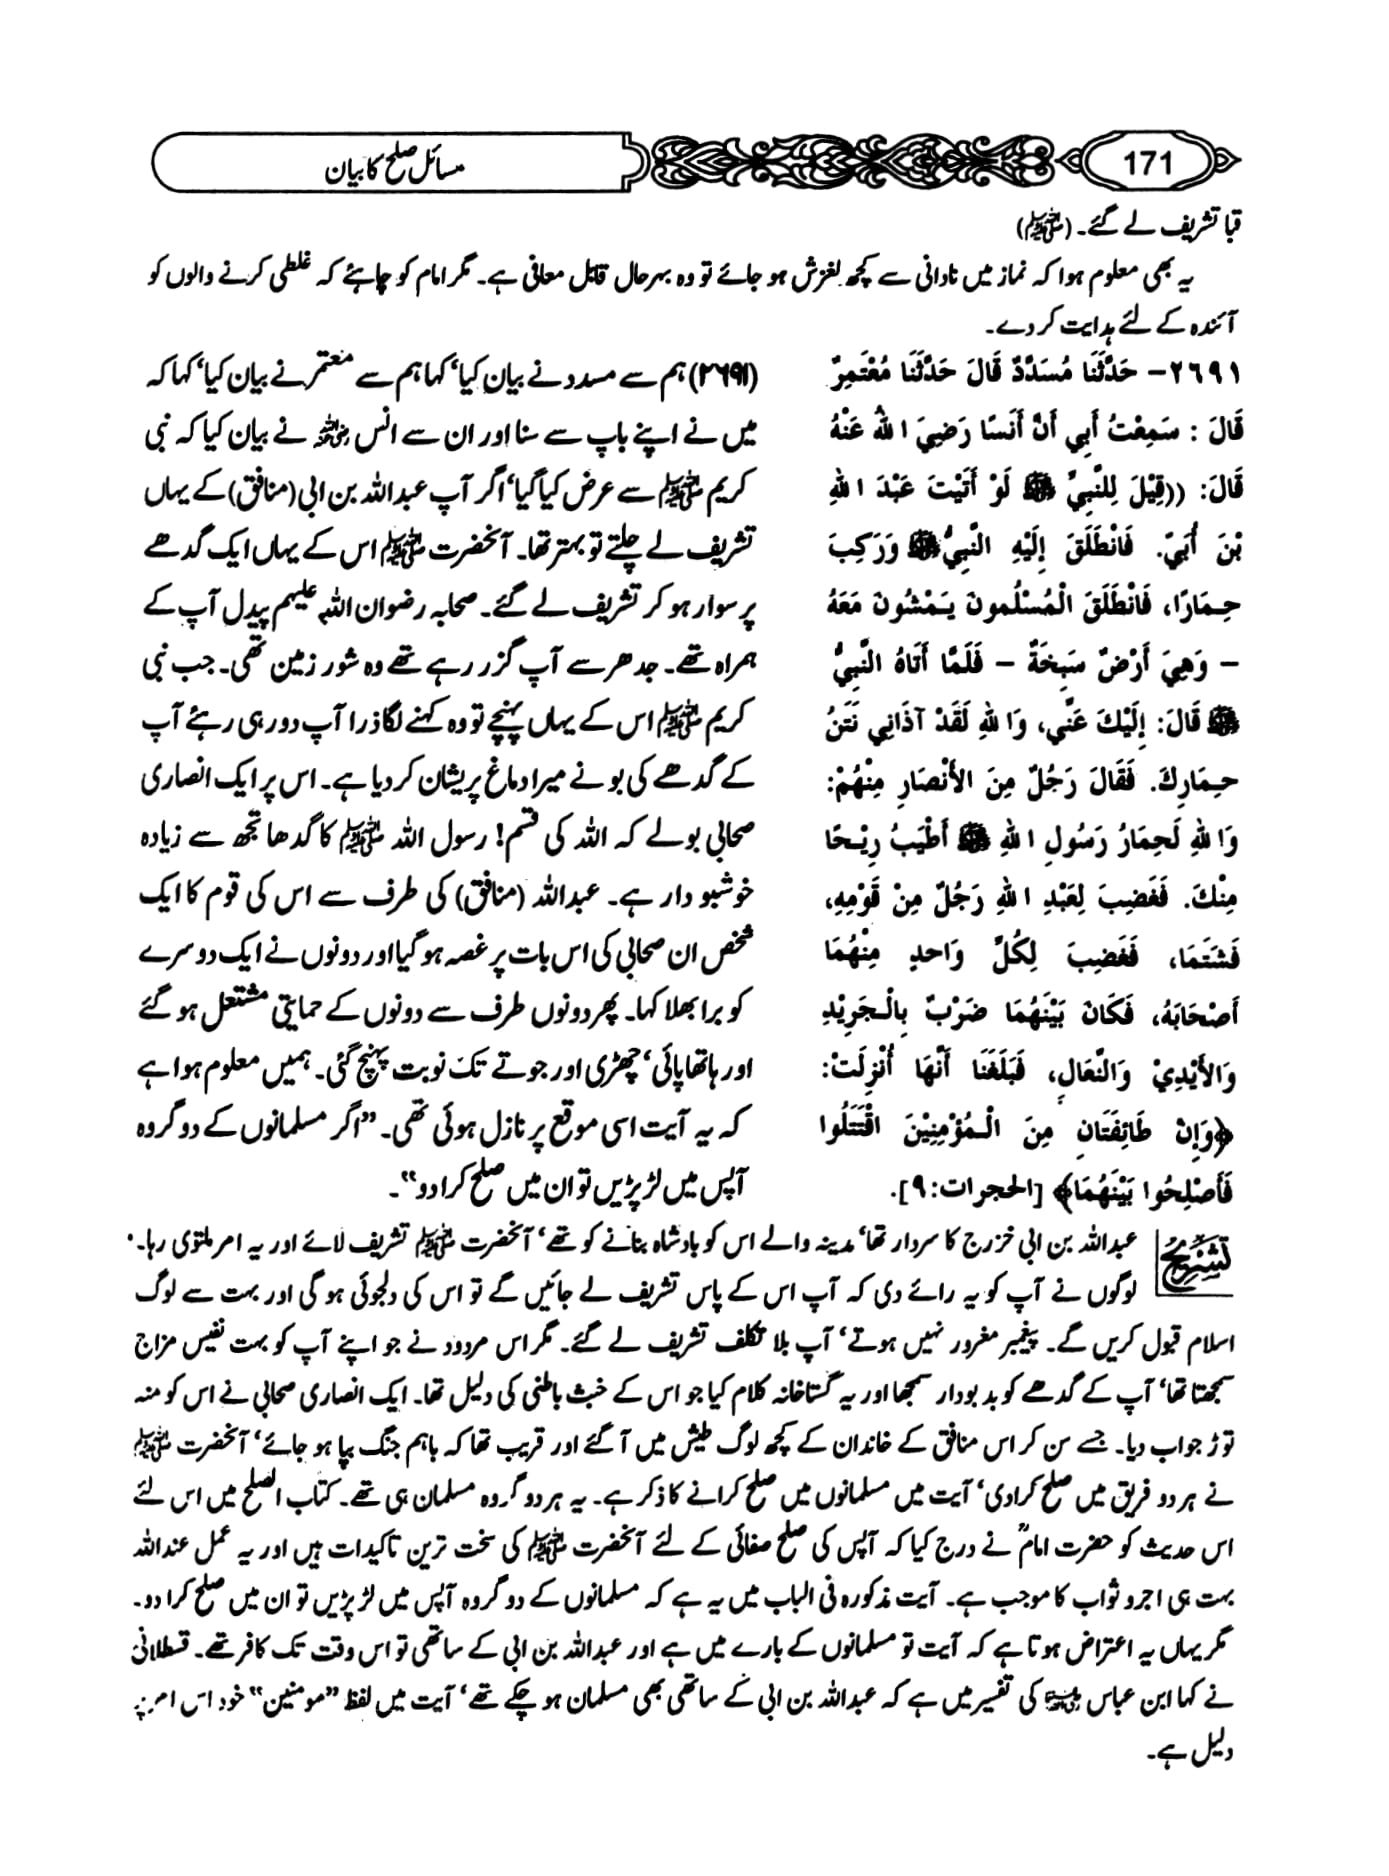 171
مسائل صلح کا بیان
قبا تشریف لے گئے۔ (ﷺ)
یہ بھی معلوم ہوا کہ نماز میں نادانی سے کچھ لغزش ہو جائے تو وہ بہرحال قابل معافی ہے۔ مگر امام کو چاہئے کہ غلطی کرنے والوں کو
آئندہ کے لئے ہدایت کر دے۔
٢٦٩١- حَدَّثَنَا مُسَدَّدٌ قَالَ حَدَّثَنَا مُعْتَمِرٌ
قَالَ : سَمِعْتُ أَبِي أَنَّ أَنَسًا رَضِيَ اللهُ عَنْهُ
قَالَ: ((قِيْلَ لِلنَّبِيِّ ﷺ لَوْ أَتَيْتَ عَبْدَ اللهِ
بْنَ أُبَيّ. فَانْطَلَقَ إِلَيْهِ النَّبِيُّ ﷺ وَرَكِبَ
حِمَارًا، فَانْطَلَقَ الْمُسْلِمُونَ يَمْشُونَ مَعَهُ
– وَهِيَ أَرْضٌ سَبِخَةٌ – فَلَمَّا أَتَاهُ النَّبِيُّ
ﷺ قَالَ: إِلَيْكَ عَنِّي، وَاللهِ لَقَدْ آذَانِي نَتَنُ
حِمَارِكَ. فَقَالَ رَجُلٌ مِنَ الأَنْصَارِ مِنْهُمْ:
وَاللهِ لَحِمَارُ رَسُولِ اللهِ ﷺ أَطْيَبُ رِيْحًا
مِنْكَ. فَغَضِبَ لِعَبْدِ اللهِ رَجُلٌ مِنْ قَوْمِهِ،
فَشَتَمَا، فَغَضِبَ لِكُلِّ وَاحدٍ مِنْهُمَا
أَصْحَابَهُ، فَكَانَ بَيْنَهُمَا ضَرْبٌ بِالْجَرِيْدِ
وَالأَيْدِيْ وَالنِّعَالِ، فَبَلَغَنَا أَنَّهَا أُنْزِلَتْ:
﴿وَإِنْ طَائِفَتَانِ مِنَ الْمُؤْمِنِيْنَ اقْتَتَلُوا
فَأَصْلِحُوا بَيْنَهُمَا﴾ [الحجرات:٩].
(۲۶۹۱) ہم سے مسدد نے بیان کیا‘ کہا ہم سے معتمر نے بیان کیا‘ کہا کہ
میں نے اپنے باپ سے سنا اور ان سے انس رضی اللہ عنہ نے بیان کیا کہ نبی
کریم ﷺ سے عرض کیا گیا‘ اگر آپ عبداللہ بن ابی (منافق) کے یہاں
تشریف لے چلتے تو بہتر تھا۔ آنحضرت ﷺ اس کے یہاں ایک گدھے
پر سوار ہو کر تشریف لے گئے۔ صحابہ رضوان اللہ علیہم پیدل آپ کے
ہمراہ تھے۔ جدھر سے آپ گزر رہے تھے وہ شور زمین تھی۔ جب نبی
کریم ﷺ اس کے یہاں پہنچے تو وہ کہنے لگا ذرا آپ دور ہی رہئے آپ
کے گدھے کی بو نے میرا دماغ پریشان کر دیا ہے۔ اس پر ایک انصاری
صحابی بولے کہ اللہ کی قسم! رسول اللہ ﷺ کا گدھا تجھ سے زیادہ
خوشبو دار ہے۔ عبداللہ (منافق) کی طرف سے اس کی قوم کا ایک
شخص ان صحابی کی اس بات پر غصہ ہو گیا اور دونوں نے ایک دوسرے
کو برا بھلا کہا۔ پھر دونوں طرف سے دونوں کے حمایتی مشتعل ہو گئے
اور ہاتھا پائی‘ چھڑی اور جوتے تک نوبت پہنچ گئی۔ ہمیں معلوم ہوا ہے
کہ یہ آیت اسی موقع پر نازل ہوئی تھی۔ ”اگر مسلمانوں کے دو گروہ
آپس میں لڑ پڑیں تو ان میں صلح کرا دو“۔
تشریح
عبداللہ بن ابی خزرج کا سردار تھا‘ مدینہ والے اس کو بادشاہ بنانے کو تھے‘ آنحضرت ﷺ تشریف لائے اور یہ امر ملتوی رہا۔
لوگوں نے آپ کو یہ رائے دی کہ آپ اس کے پاس تشریف لے جائیں گے تو اس کی دلجوئی ہو گی اور بہت سے لوگ
اسلام قبول کریں گے۔ پیغمبر مغرور نہیں ہوتے‘ آپ بلا تکلف تشریف لے گئے۔ مگر اس مردود نے جو اپنے آپ کو بہت نفیس مزاج
سمجھتا تھا‘ آپ کے گدھے کو بدبودار سمجھا اور یہ گستاخانہ کلام کیا جو اس کے خبث باطنی کی دلیل تھا۔ ایک انصاری صحابی نے اس کو منہ
توڑ جواب دیا۔ جسے سن کر اس منافق کے خاندان کے کچھ لوگ طیش میں آ گئے اور قریب تھا کہ باہم جنگ بپا ہو جائے‘ آنحضرت ﷺ
نے ہر دو فریق میں صلح کرا دی‘ آیت میں مسلمانوں میں صلح کرانے کا ذکر ہے۔ یہ ہر دو گروہ مسلمان ہی تھے۔ کتاب الصلح میں اس لئے
اس حدیث کو حضرت امامؒ نے درج کیا کہ آپس کی صلح صفائی کے لئے آنحضرت ﷺ کی سخت ترین تاکیدات ہیں اور یہ عمل عنداللہ
بہت ہی اجر و ثواب کا موجب ہے۔ آیت مذکورہ فی الباب میں یہ ہے کہ مسلمانوں کے دو گروہ آپس میں لڑ پڑیں تو ان میں صلح کرا دو۔
مگر یہاں یہ اعتراض ہوتا ہے کہ آیت تو مسلمانوں کے بارے میں ہے اور عبداللہ بن ابی کے ساتھی تو اس وقت تک کافر تھے۔ قسطلانی
نے کہا ابن عباس رضی اللہ عنہما کی تفسیر میں ہے کہ عبداللہ بن ابی کے ساتھی بھی مسلمان ہو چکے تھے‘ آیت میں لفظ ”مومنین“ خود اس امر پر
دلیل ہے۔